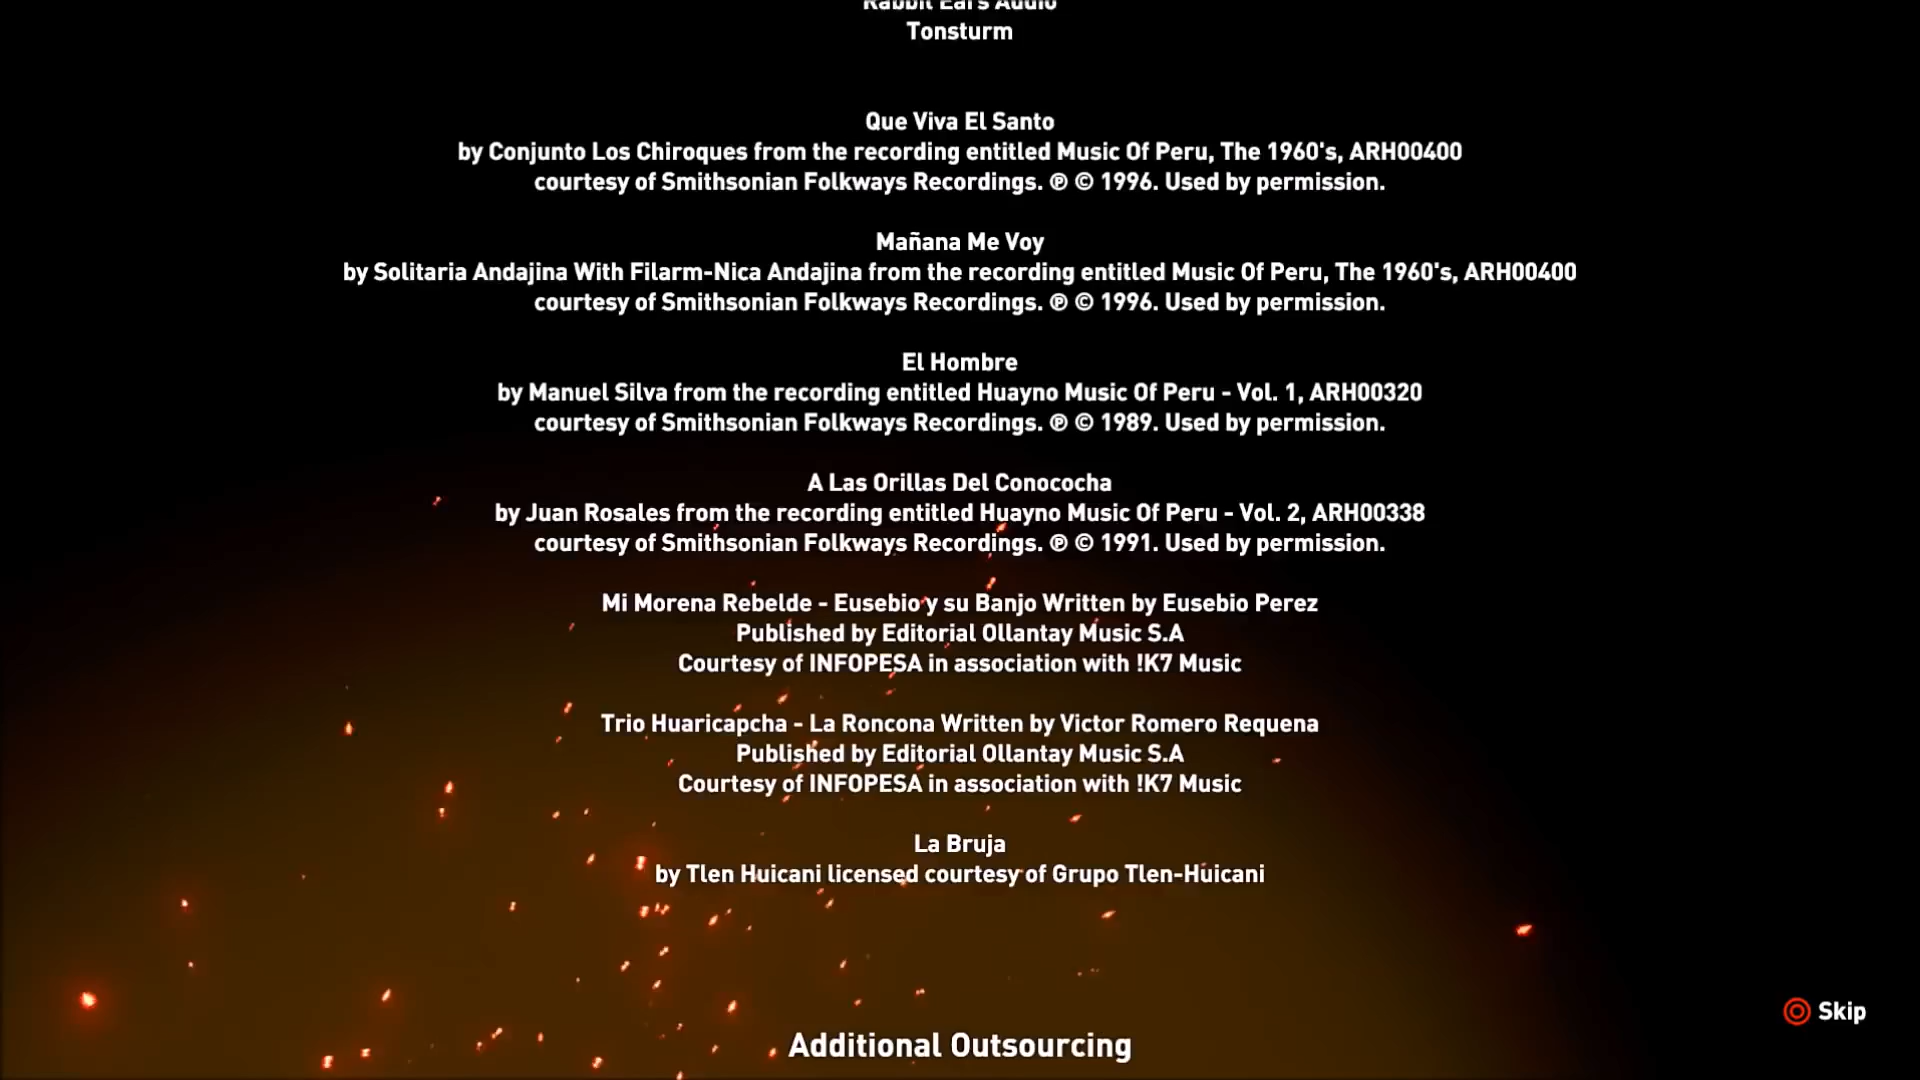 Rabbit Ears Audio
Tonsturm
Que Viva El Santo
by Conjunto Los Chiroques from the recording entitled Music Of Peru, The 1960's, ARH00400
courtesy of Smithsonian Folkways Recordings. ℗ © 1996. Used by permission.
Mañana Me Voy
by Solitaria Andajina With Filarm-Nica Andajina from the recording entitled Music Of Peru, The 1960's, ARH00400
courtesy of Smithsonian Folkways Recordings. ℗ © 1996. Used by permission.
El Hombre
by Manuel Silva from the recording entitled Huayno Music Of Peru - Vol. 1, ARH00320
courtesy of Smithsonian Folkways Recordings. ℗ © 1989. Used by permission.
A Las Orillas Del Conococha
by Juan Rosales from the recording entitled Huayno Music Of Peru - Vol. 2, ARH00338
courtesy of Smithsonian Folkways Recordings. ℗ © 1991. Used by permission.
Mi Morena Rebelde - Eusebio y su Banjo Written by Eusebio Perez
Published by Editorial Ollantay Music S.A
Courtesy of INFOPESA in association with !K7 Music
Trio Huaricapcha - La Roncona Written by Victor Romero Requena
Published by Editorial Ollantay Music S.A
Courtesy of INFOPESA in association with !K7 Music
La Bruja
by Tlen Huicani licensed courtesy of Grupo Tlen-Huicani
Skip
Additional Outsourcing